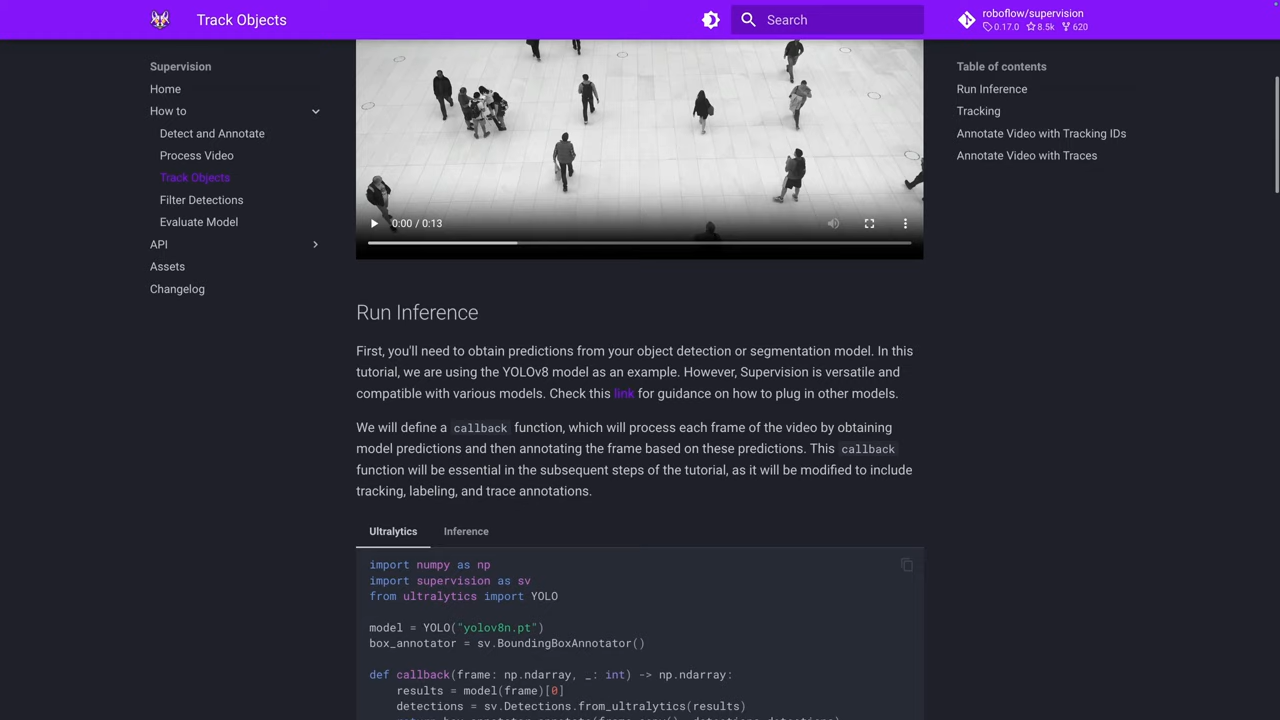 Track Objects
Search
roboflow/supervision
0.17.0 8.5k 620
Supervision
Home
How to
Detect and Annotate
Process Video
Track Objects
Filter Detections
Evaluate Model
API
Assets
Changelog
0:00 / 0:13
Table of contents
Run Inference
Tracking
Annotate Video with Tracking IDs
Annotate Video with Traces
Run Inference
First, you'll need to obtain predictions from your object detection or segmentation model. In this
tutorial, we are using the YOLOv8 model as an example. However, Supervision is versatile and
compatible with various models. Check this link for guidance on how to plug in other models.
We will define a callback function, which will process each frame of the video by obtaining
model predictions and then annotating the frame based on these predictions. This callback
function will be essential in the subsequent steps of the tutorial, as it will be modified to include
tracking, labeling, and trace annotations.
Ultralytics Inference
import numpy as np
import supervision as sv
from ultralytics import YOLO
model = YOLO("yolov8n.pt")
box_annotator = sv.BoundingBoxAnnotator()
def callback(frame: np.ndarray, _: int) -> np.ndarray:
results = model(frame)[0]
detections = sv.Detections.from_ultralytics(results)